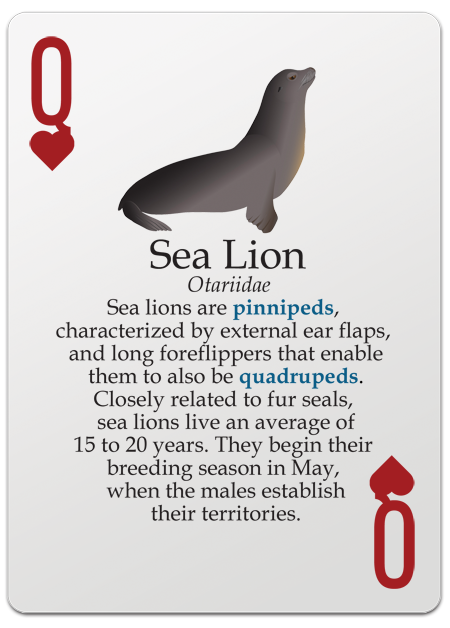 Q
Sea Lion
Otariidae
Sea lions are pinnipeds,
characterized by external ear flaps,
and long foreflippers that enable
them to also be quadrupeds.
Closely related to fur seals,
sea lions live an average of
15 to 20 years. They begin their
breeding season in May,
when the males establish
their territories.
Q